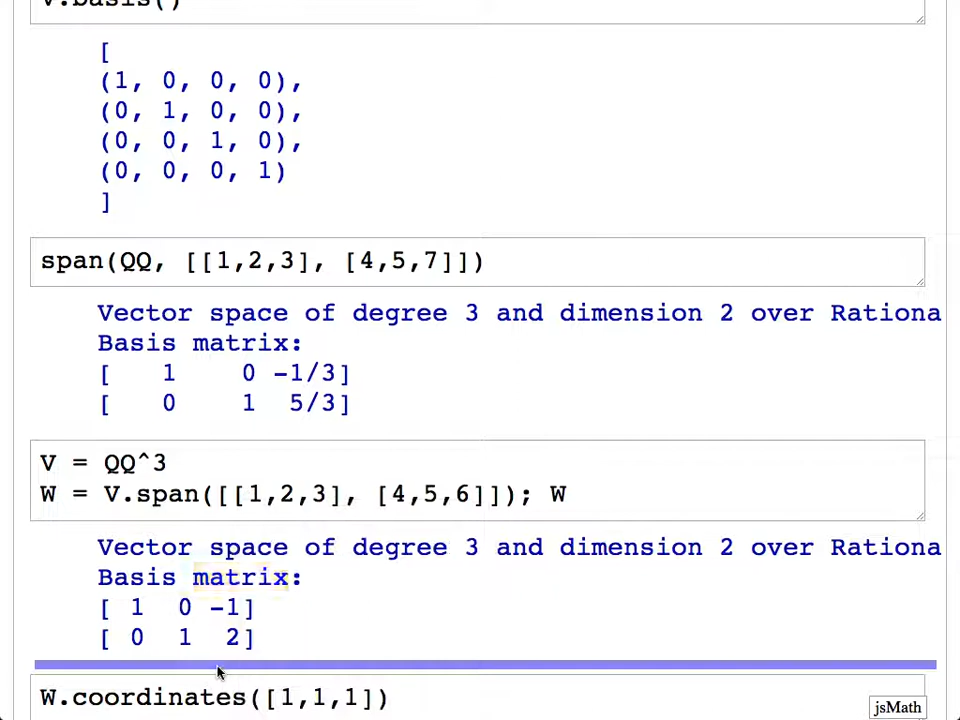 V.basis()
[
(1, 0, 0, 0),
(0, 1, 0, 0),
(0, 0, 1, 0),
(0, 0, 0, 1)
]
span(QQ, [[1,2,3], [4,5,7]])
Vector space of degree 3 and dimension 2 over Rationa
Basis matrix:
[ 1 0 -1/3]
[ 0 1 5/3]
V = QQ^3
W = V.span([[1,2,3], [4,5,6]]); W
Vector space of degree 3 and dimension 2 over Rationa
Basis matrix:
[ 1 0 -1]
[ 0 1 2]
W.coordinates([1,1,1])
jsMath